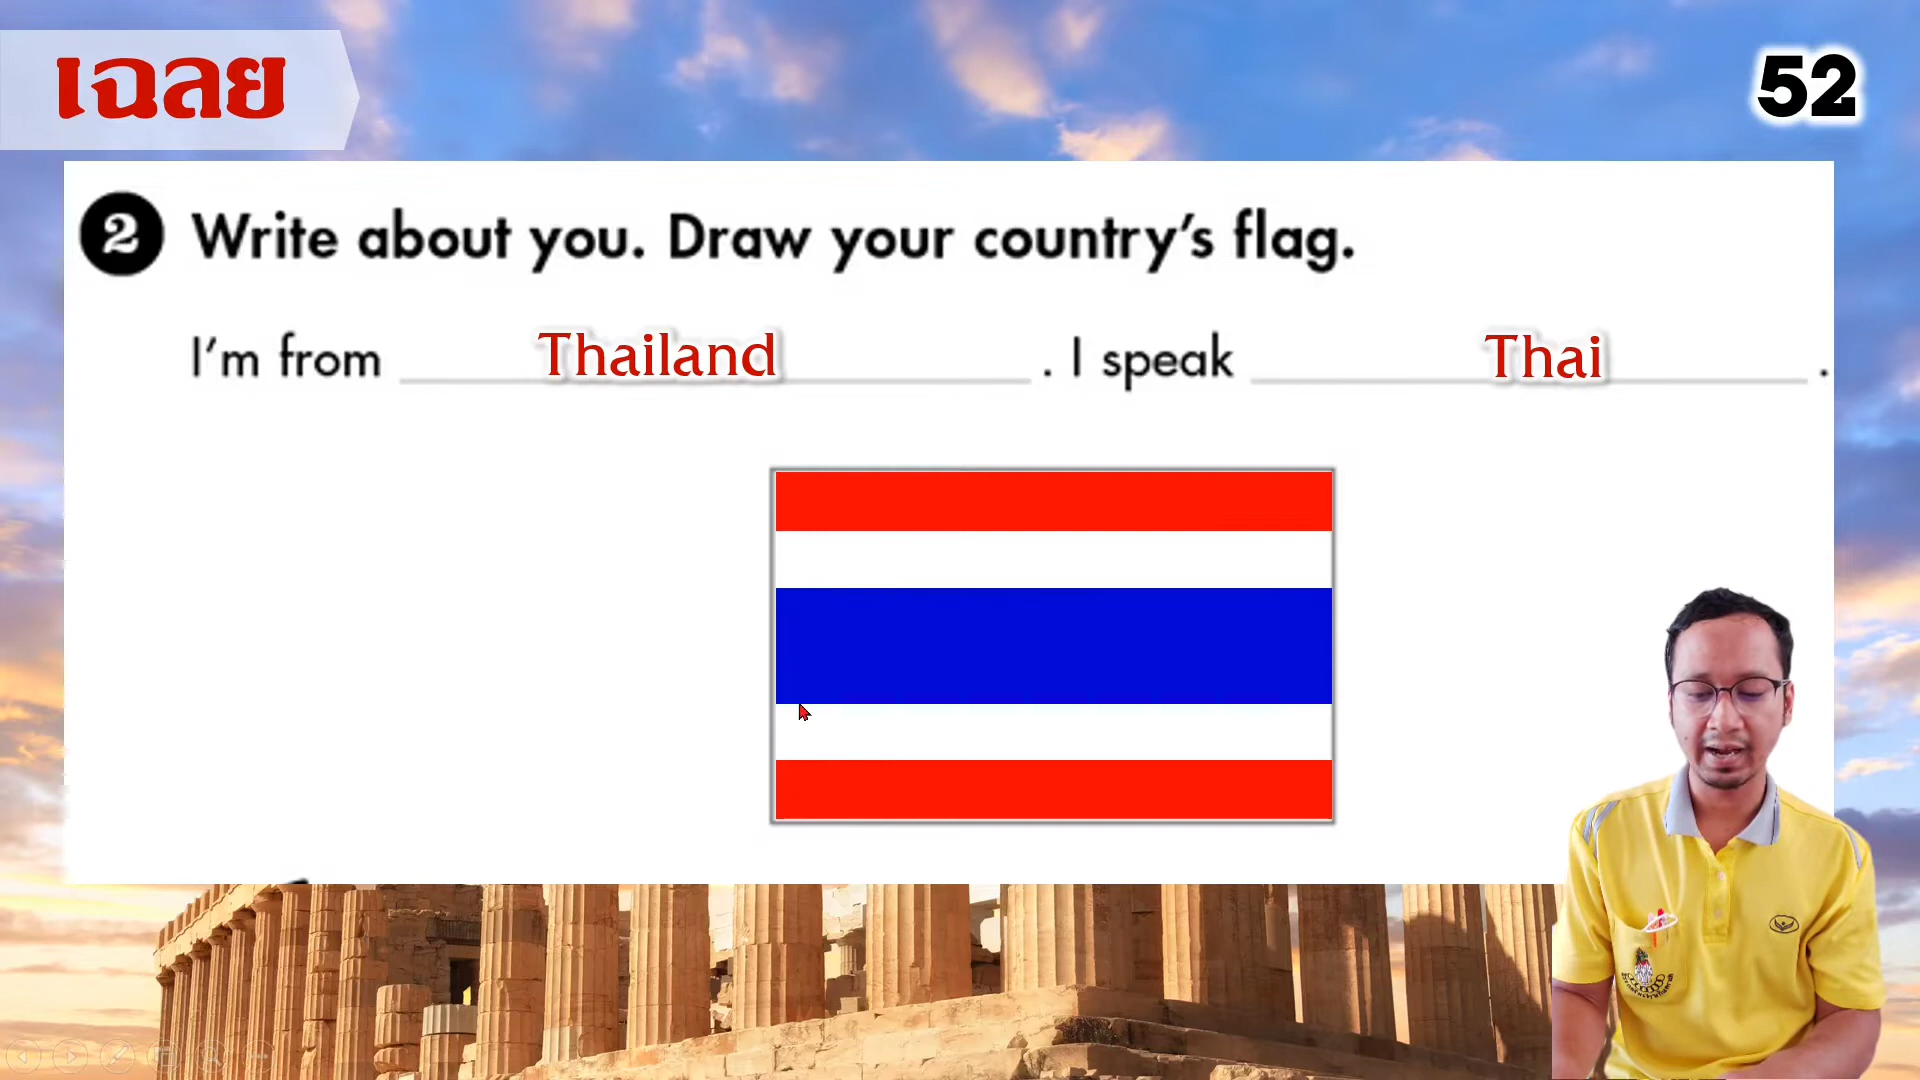 เฉลย
52
2 Write about you. Draw your country's flag.
I'm from Thailand. I speak Thai.